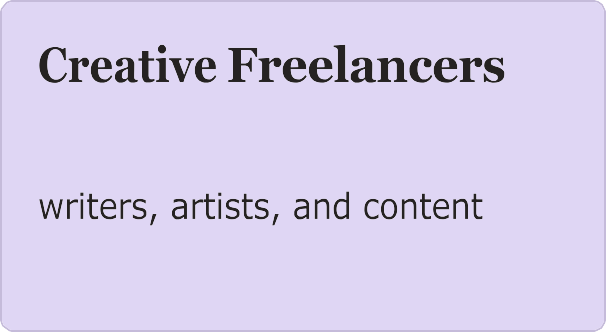 Creative Freelancers
writers, artists, and content